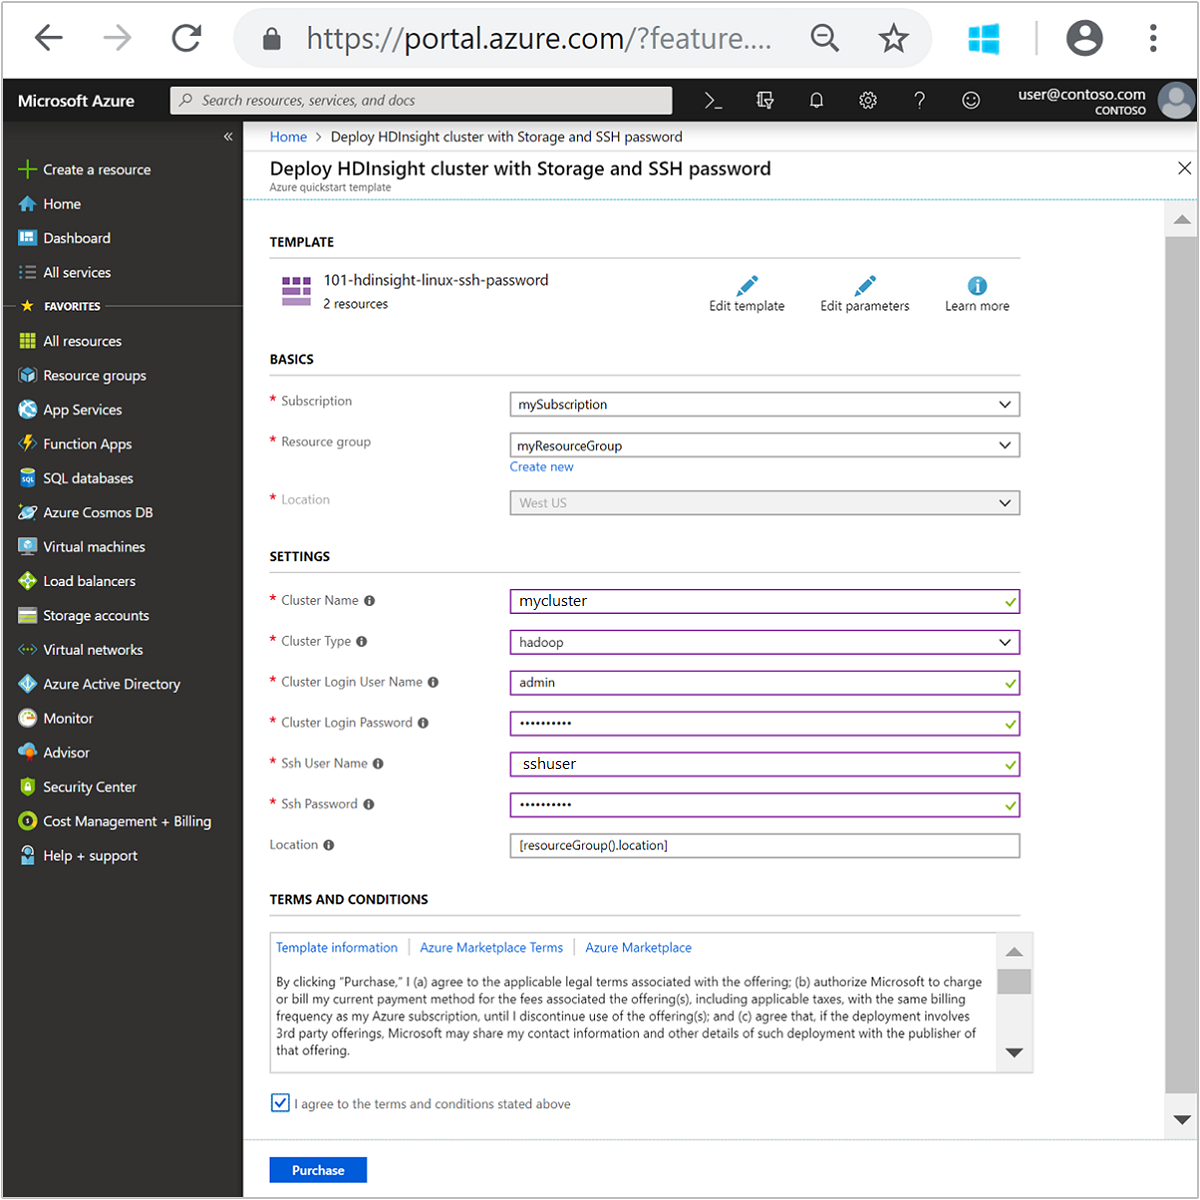 https://portal.azure.com/?feature....
Microsoft Azure
Search resources, services, and docs
user@contoso.com
CONTOSO
Create a resource
Home
Dashboard
All services
FAVORITES
All resources
Resource groups
App Services
Function Apps
SQL databases
Azure Cosmos DB
Virtual machines
Load balancers
Storage accounts
Virtual networks
Azure Active Directory
Monitor
Advisor
Security Center
Cost Management + Billing
Help + support
Home > Deploy HDInsight cluster with Storage and SSH password
Deploy HDInsight cluster with Storage and SSH password
Azure quickstart template
TEMPLATE
101-hdinsight-linux-ssh-password
2 resources
Edit template
Edit parameters
Learn more
BASICS
* Subscription
mySubscription
* Resource group
myResourceGroup
Create new
* Location
West US
SETTINGS
* Cluster Name
mycluster
* Cluster Type
hadoop
* Cluster Login User Name
admin
* Cluster Login Password
••••••••••
* Ssh User Name
sshuser
* Ssh Password
••••••••••
Location
[resourceGroup().location]
TERMS AND CONDITIONS
Template information | Azure Marketplace Terms | Azure Marketplace
By clicking "Purchase," I (a) agree to the applicable legal terms associated with the offering; (b) authorize Microsoft to charge
or bill my current payment method for the fees associated the offering(s), including applicable taxes, with the same billing
frequency as my Azure subscription, until I discontinue use of the offering(s); and (c) agree that, if the deployment involves
3rd party offerings, Microsoft may share my contact information and other details of such deployment with the publisher of
that offering.
I agree to the terms and conditions stated above
Purchase